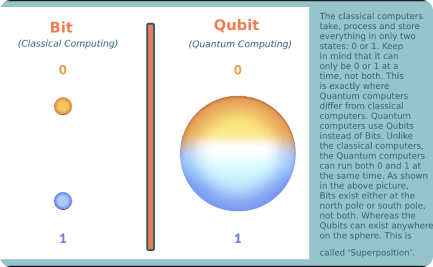 Bit
(Classical Computing)
0
1
Qubit
(Quantum Computing)
0
1
The classical computers
take, process and store
everything in only two
states: 0 or 1. Keep
in mind that It can
only be 0 or 1 at a
time, not both. This
is exactly where
Quantum computers
differ from classical
computers. Quantum
computers use Qubits
instead of Bits. Unlike
the classical computers,
the Quantum computers
can run both 0 and 1 at
the same time. As shown
in the above picture,
Bits exist either at the
north pole or south pole,
not both. Whereas the
Qubits can exist anywhere
on the sphere. This is
called ‘Superposition’.